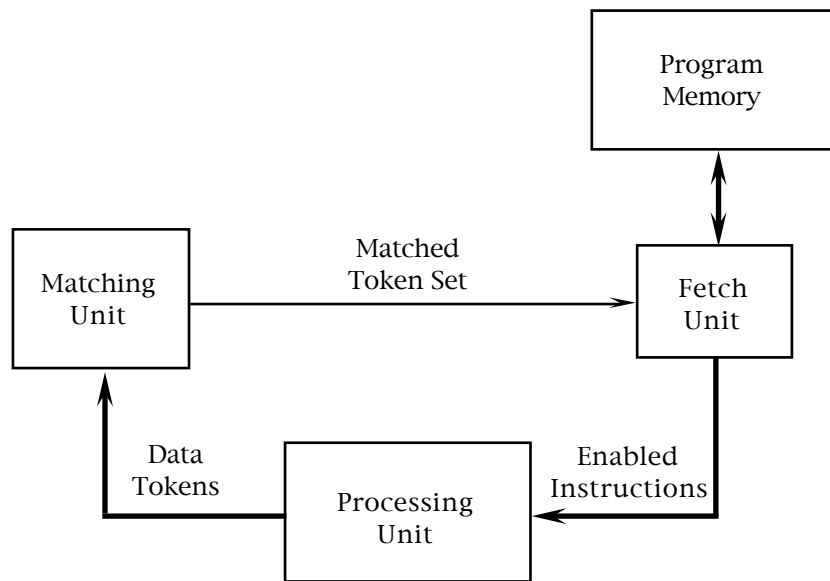 Program
Memory
Matched
Token Set
Matching
Unit
Fetch
Unit
Data
Tokens
Enabled
Instructions
Processing
Unit